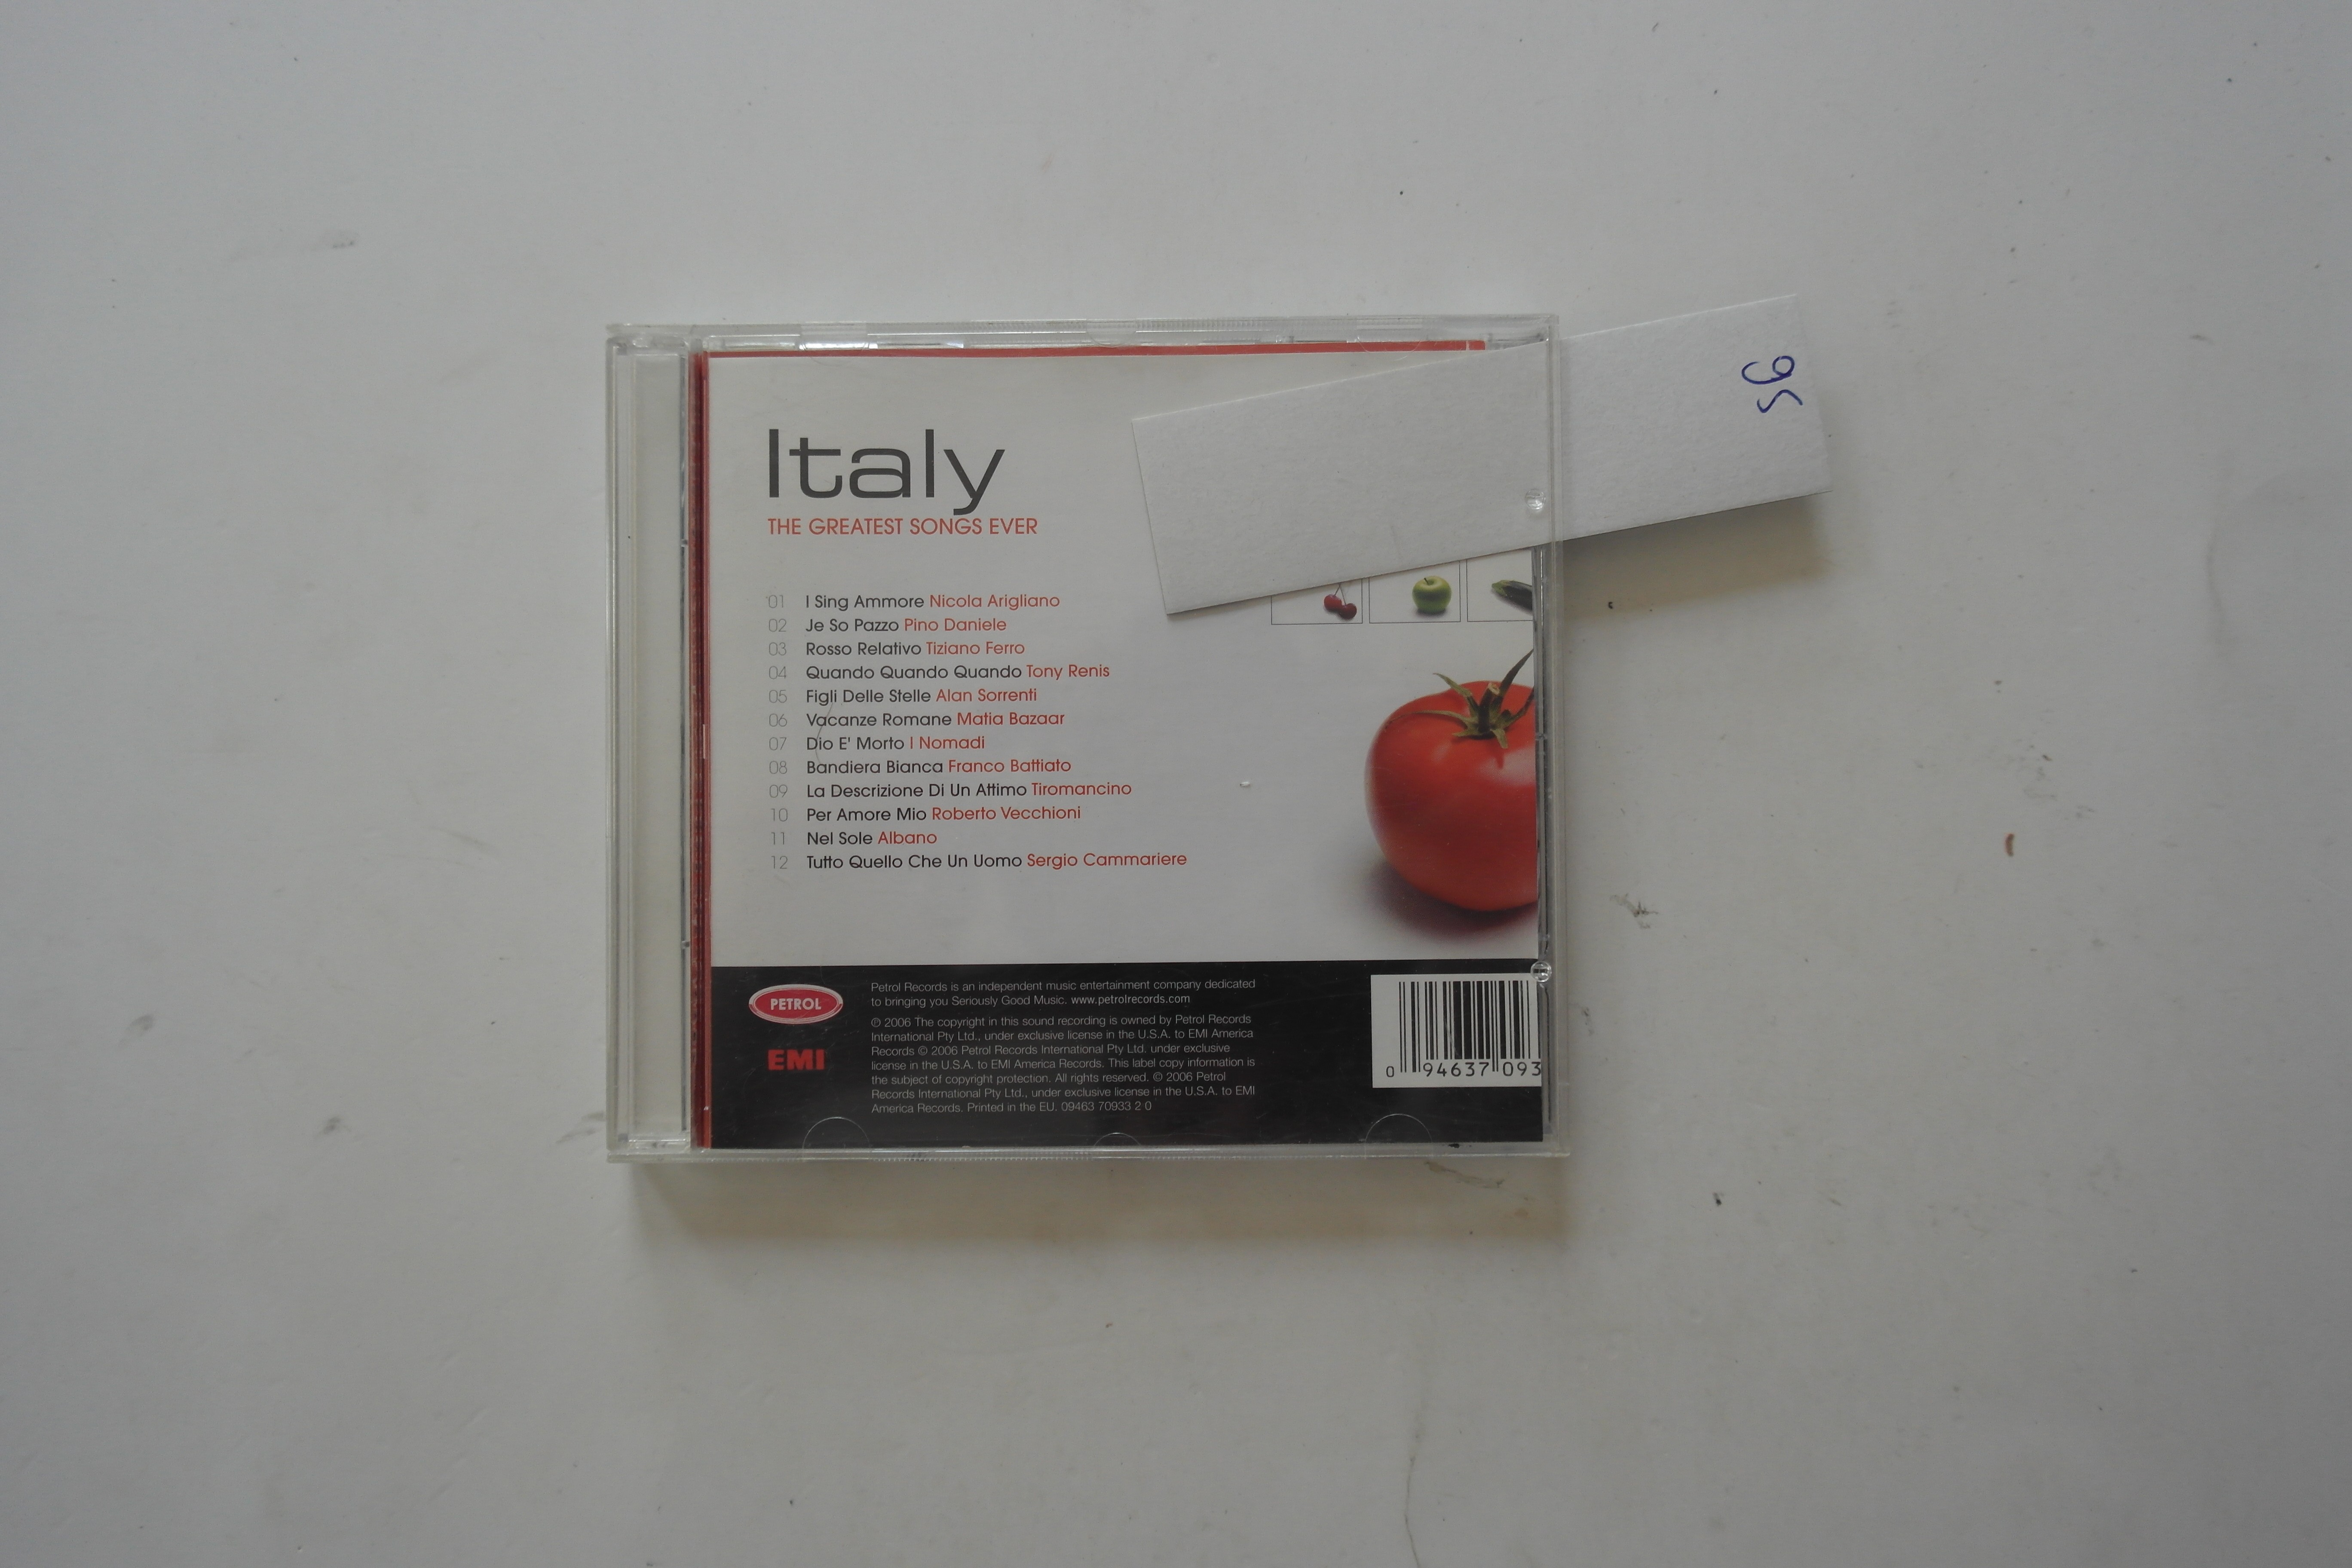 Italy
THE GREATEST SONGS EVER
95
01 I Sing Ammore Nicola Arigliano
02 Je So Pazzo Pino Daniele
03 Rosso Relativo Tiziano Ferro
04 Quando Quando Quando Tony Renis
05 Figli Delle Stelle Alan Sorrenti
06 Vacanze Romane Matia Bazaar
07 Dio E' Morto I Nomadi
08 Bandiera Bianca Franco Battiato
09 La Descrizione Di Un Attimo Tiromancino
10 Per Amore Mio Roberto Vecchioni
11 Nel Sole Albano
12 Tutto Quello Che Un Uomo Sergio Cammariere
PETROL
EMI
Petrol Records is an independent music entertainment company dedicated
to bringing you Seriously Good Music. www.petrolrecords.com
℗ 2006 The copyright in this sound recording is owned by Petrol Records
International Pty Ltd., under exclusive license in the U.S.A. to EMI America
Records © 2006 Petrol Records International Pty Ltd. under exclusive
license in the U.S.A. to EMI America Records. This label copy information is
the subject of copyright protection. All rights reserved. © 2006 Petrol
Records International Pty Ltd., under exclusive license in the U.S.A. to EMI
America Records. Printed in the EU. 09463 70933 2 0
0 94637 093